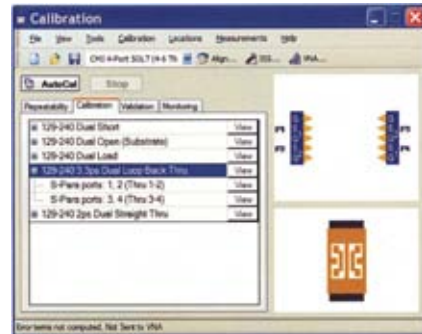 Calibration
File View Tools Calibration Locations Measurements Help
Align... ISS... VNA...
AutoCal Stop
Repeatability Calibration Validation Monitoring
129-240 Dual Short View
129-240 Dual Open (Substrate) View
129-240 Dual Load View
129-240 3.3ps Dual Loop-Back Thru View
S-Para ports: 1, 2 (Thru 1-2) View
S-Para ports: 3, 4 (Thru 3-4) View
129-240 2ps Dual Straight Thru View
Error terms not computed, Not Sent to VNA